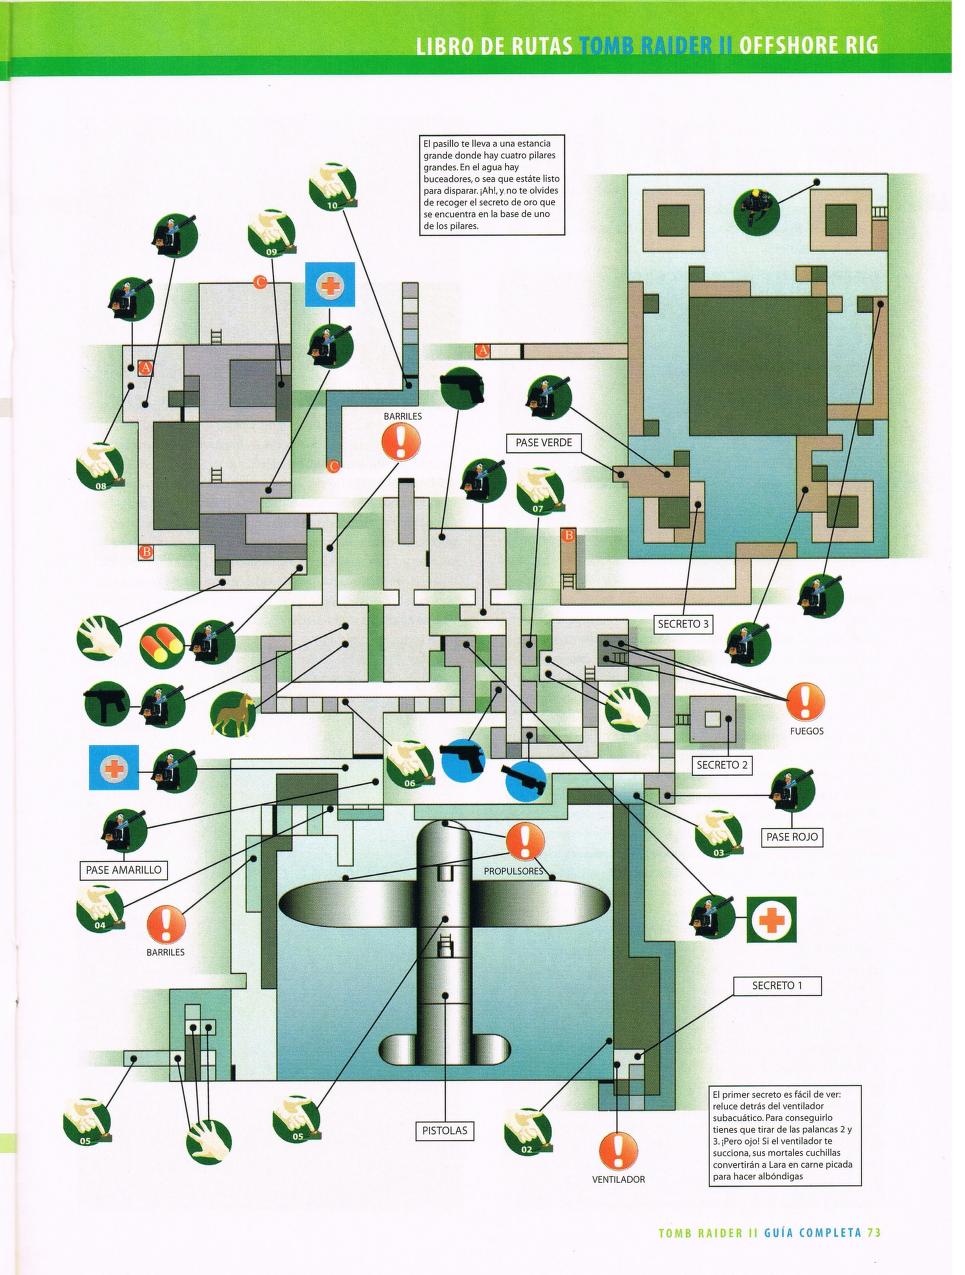 LIBRO DE RUTAS TOMB RAIDER II OFFSHORE RIG
El pasillo te lleva a una estancia
grande donde hay cuatro pilares
grandes. En el agua hay
buceadores, o sea que estáte listo
para disparar. ¡Ah!, y no te olvides
de recoger el secreto de oro que
se encuentra en la base de uno
de los pilares.
10
09
C
A
A
08
BARRILES
C
PASE VERDE
07
B
B
SECRETO 3
FUEGOS
SECRETO 2
06
PASE ROJO
03
PASE AMARILLO
PROPULSORES
04
BARRILES
SECRETO 1
05
05
PISTOLAS
02
VENTILADOR
El primer secreto es fácil de ver:
reluce detrás del ventilador
subacuático. Para conseguirlo
tienes que tirar de las palancas 2 y
3. ¡Pero ojo! Si el ventilador te
succiona, sus mortales cuchillas
convertirán a Lara en carne picada
para hacer albóndigas
TOMB RAIDER II GUÍA COMPLETA 73